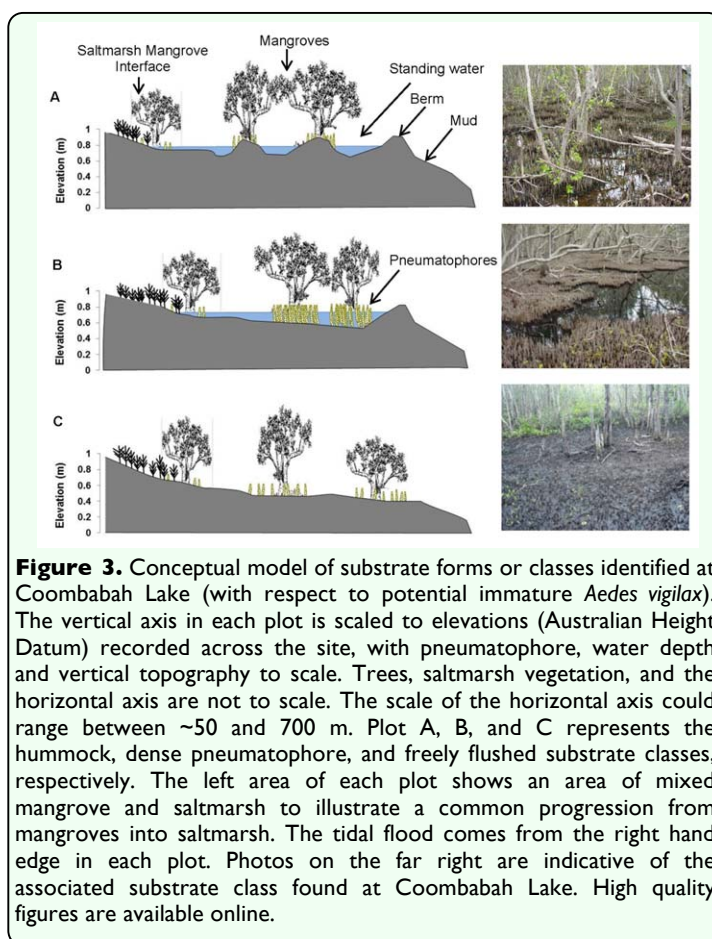 Saltmarsh Mangrove
Interface
Mangroves
Standing water
Berm
Mud
A
Elevation (m)
1
0.8
0.6
0.4
0.2
0
B
Pneumatophores
Elevation (m)
1
0.8
0.6
0.4
0.2
0
C
Elevation (m)
1
0.8
0.6
0.4
0.2
0
Figure 3. Conceptual model of substrate forms or classes identified at
Coombabah Lake (with respect to potential immature Aedes vigilax).
The vertical axis in each plot is scaled to elevations (Australian Height
Datum) recorded across the site, with pneumatophore, water depth
and vertical topography to scale. Trees, saltmarsh vegetation, and the
horizontal axis are not to scale. The scale of the horizontal axis could
range between ~50 and 700 m. Plot A, B, and C represents the
hummock, dense pneumatophore, and freely flushed substrate classes,
respectively. The left area of each plot shows an area of mixed
mangrove and saltmarsh to illustrate a common progression from
mangroves into saltmarsh. The tidal flood comes from the right hand
edge in each plot. Photos on the far right are indicative of the
associated substrate class found at Coombabah Lake. High quality
figures are available online.